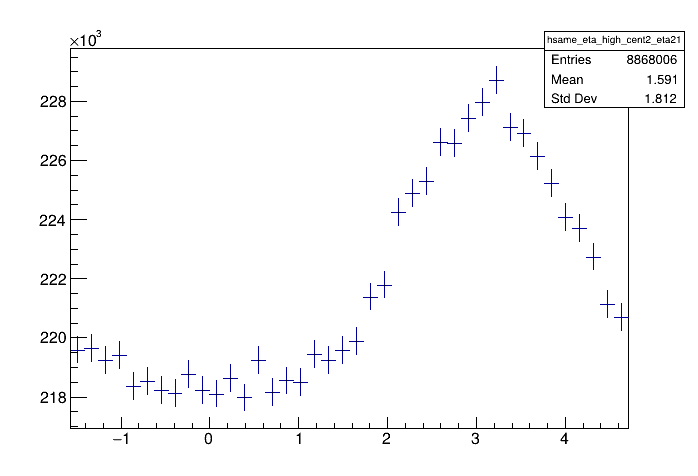 ×10³
hsame_eta_high_cent2_eta21
Entries 8868006
Mean 1.591
Std Dev 1.812
228
226
224
222
220
218
−1 0 1 2 3 4